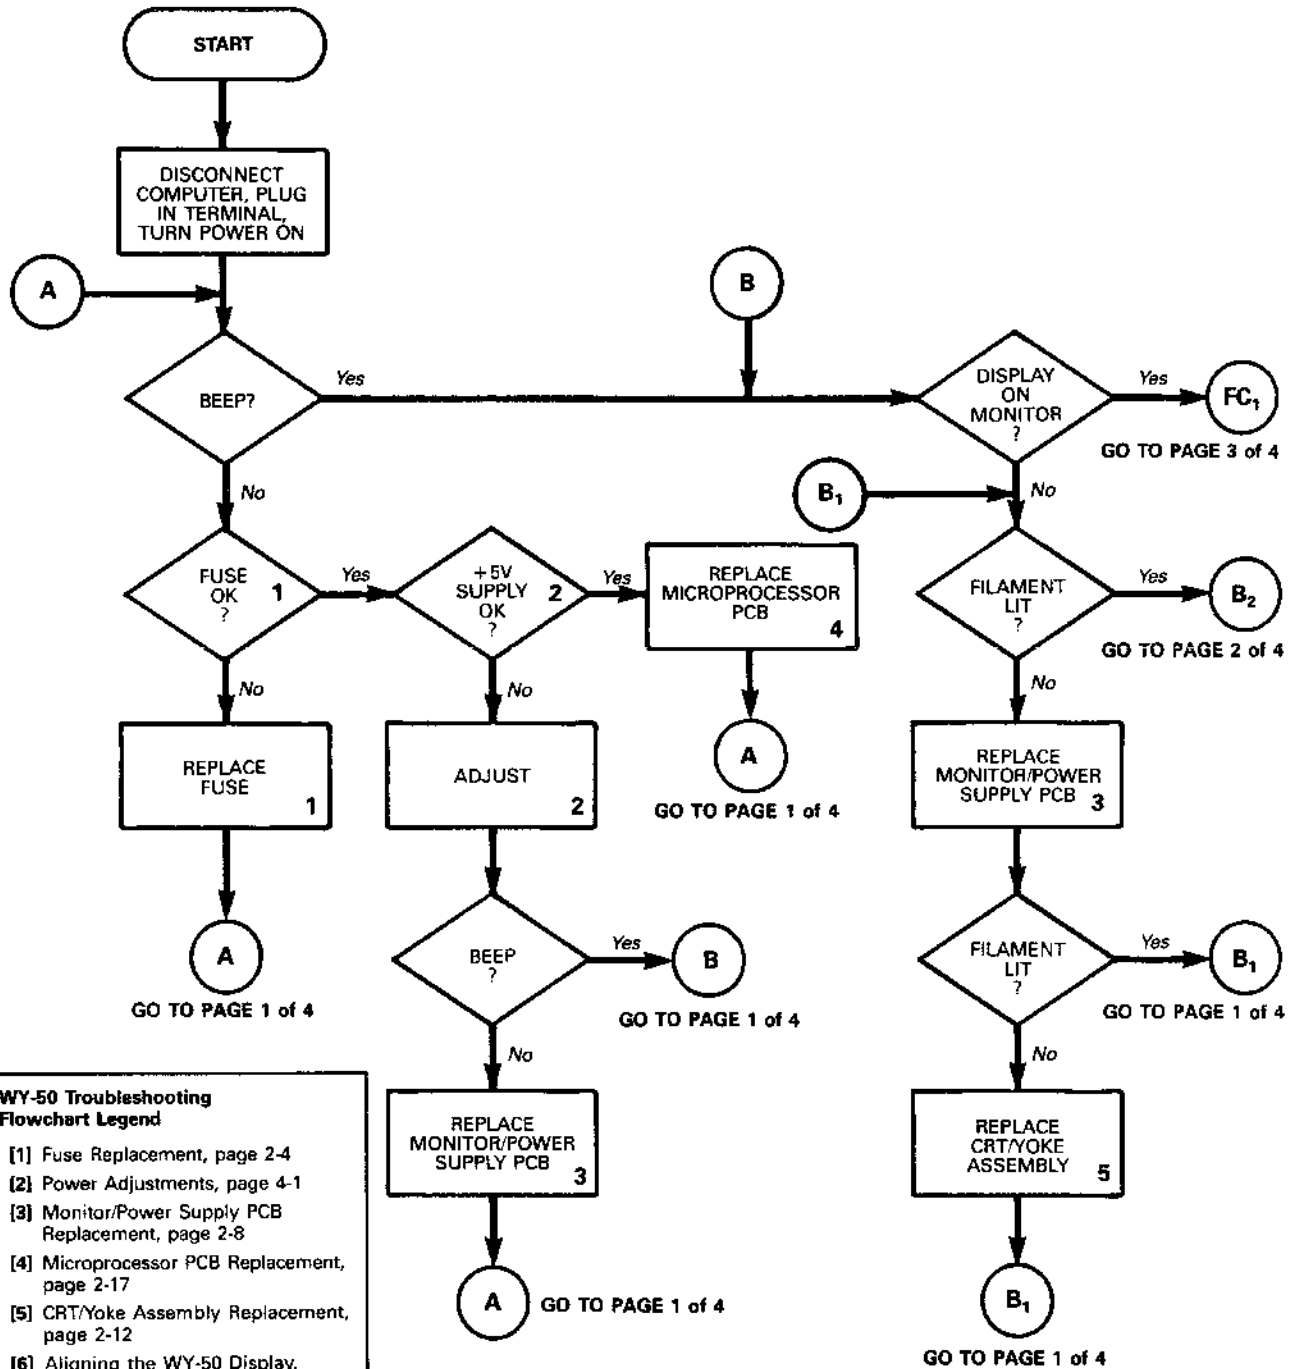 START
DISCONNECT
COMPUTER, PLUG
IN TERMINAL,
TURN POWER ON
A
B
BEEP?
Yes
No
DISPLAY
ON
MONITOR
?
Yes
FC₁
GO TO PAGE 3 of 4
No
B₁
FUSE
OK
?
1
Yes
No
+5V
SUPPLY
OK
?
2
Yes
No
REPLACE
MICROPROCESSOR
PCB
4
A
GO TO PAGE 1 of 4
FILAMENT
LIT
?
Yes
B₂
GO TO PAGE 2 of 4
No
REPLACE
FUSE
1
A
GO TO PAGE 1 of 4
ADJUST
2
BEEP
?
Yes
B
GO TO PAGE 1 of 4
No
REPLACE
MONITOR/POWER
SUPPLY PCB
3
A
GO TO PAGE 1 of 4
REPLACE
MONITOR/POWER
SUPPLY PCB
3
FILAMENT
LIT
?
Yes
B₁
GO TO PAGE 1 of 4
No
REPLACE
CRT/YOKE
ASSEMBLY
5
B₁
GO TO PAGE 1 of 4
WY-50 Troubleshooting
Flowchart Legend
[1] Fuse Replacement, page 2-4
[2] Power Adjustments, page 4-1
[3] Monitor/Power Supply PCB
Replacement, page 2-8
[4] Microprocessor PCB Replacement,
page 2-17
[5] CRT/Yoke Assembly Replacement,
page 2-12
[6] Aligning the WY-50 Display,